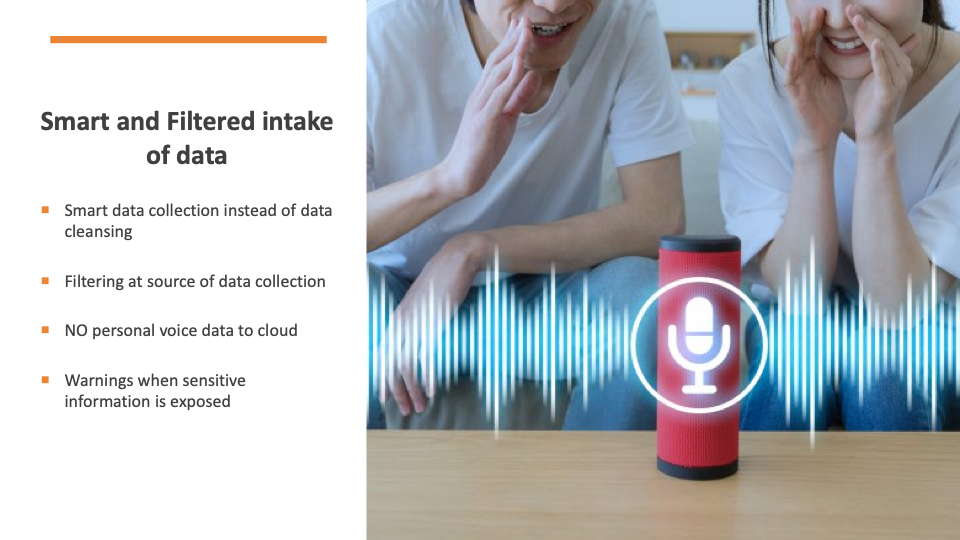 Smart and Filtered intake
of data
Smart data collection instead of data
cleansing
Filtering at source of data collection
NO personal voice data to cloud
Warnings when sensitive
information is exposed